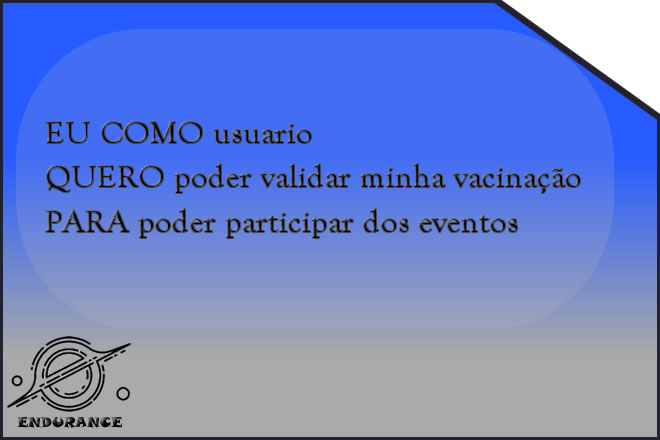 EU COMO usuario
QUERO poder validar minha vacinação
PARA poder participar dos eventos
ENDURANCE